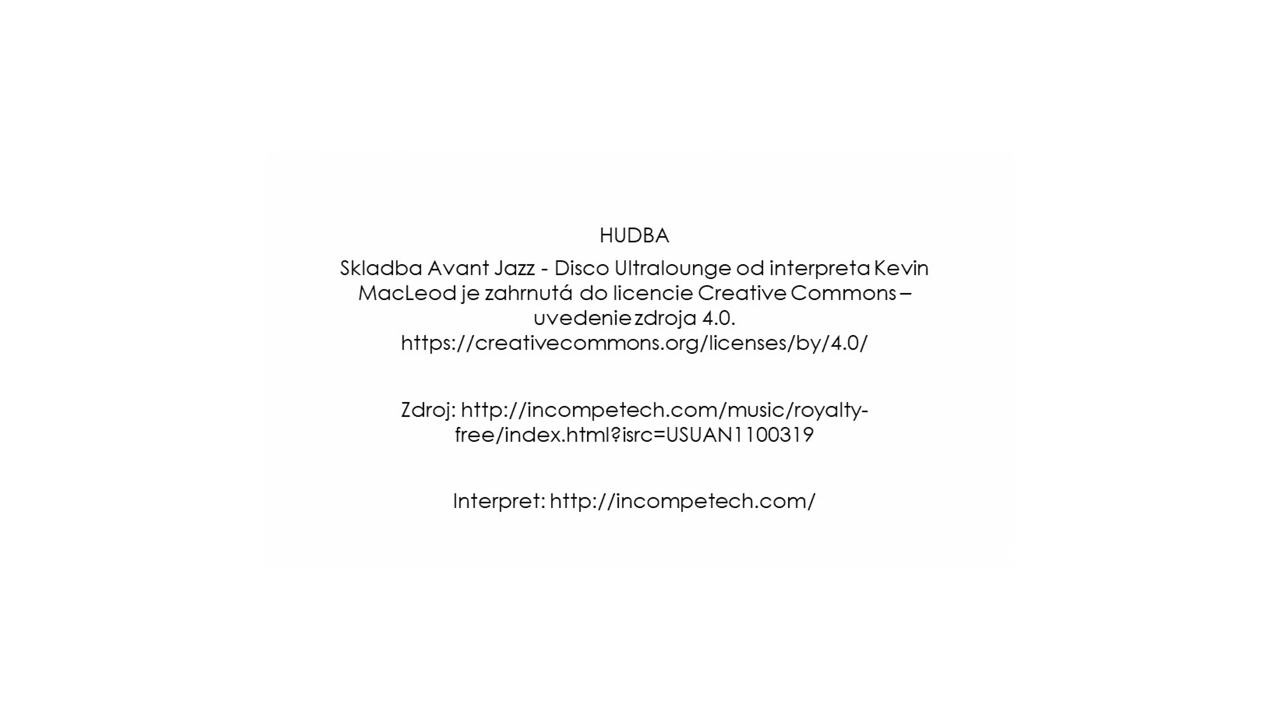 HUDBA
Skladba Avant Jazz - Disco Ultralounge od interpreta Kevin
MacLeod je zahrnutá do licencie Creative Commons –
uvedenie zdroja 4.0.
https://creativecommons.org/licenses/by/4.0/
Zdroj: http://incompetech.com/music/royalty-
free/index.html?isrc=USUAN1100319
Interpret: http://incompetech.com/